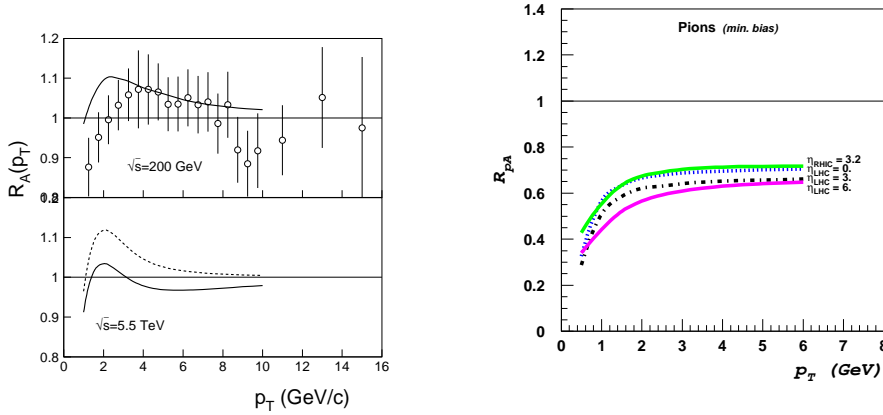 1.2
1.1
1
0.9
0.8
R_A(p_T)
√s=200 GeV
1.2
1.1
1
0.9
0.8
√s=5.5 TeV
0 2 4 6 8 10 12 14 16
p_T (GeV/c)
1.4
1.2
1
0.8
0.6
0.4
0.2
0
R_pA
Pions (min. bias)
η_RHIC = 3.2
η_LHC = 0.
η_LHC = 3.
η_LHC = 6.
0 1 2 3 4 5 6 7 8
p_T (GeV)